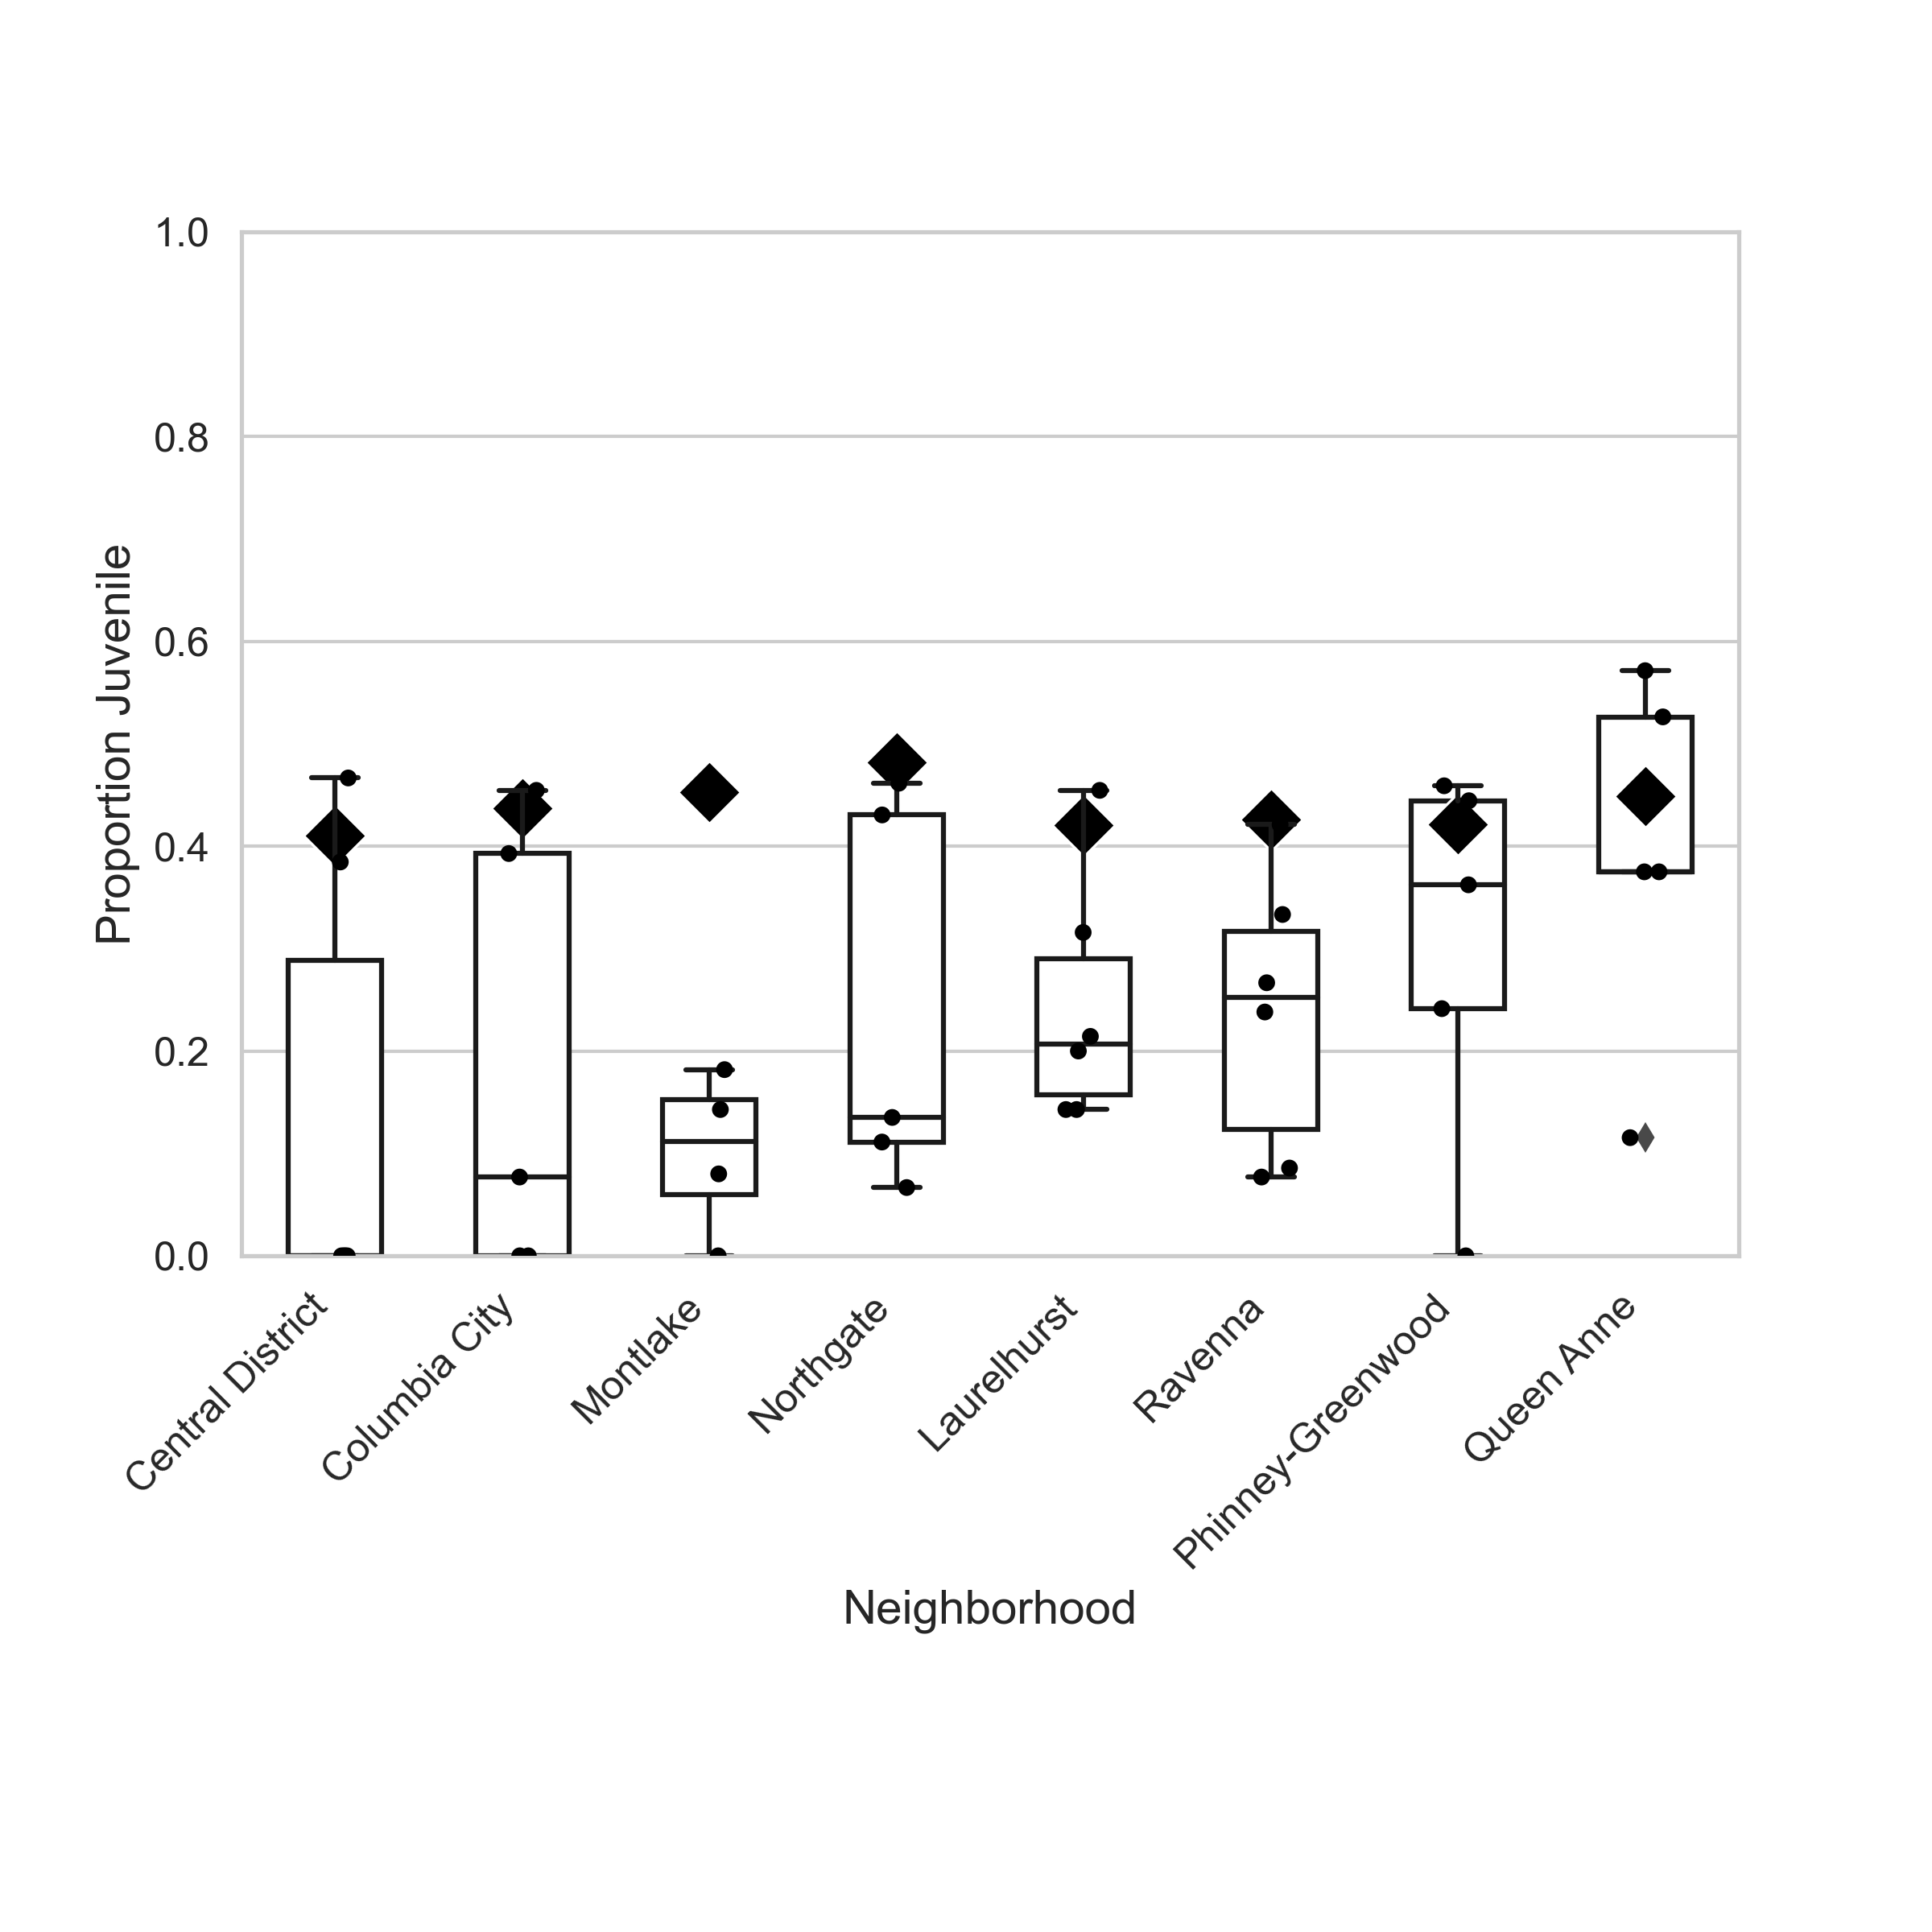 1.0
0.8
0.6
0.4
0.2
0.0
Proportion Juvenile
Central District
Columbia City
Montlake
Northgate
Laurelhurst
Ravenna
Phinney-Greenwood
Queen Anne
Neighborhood